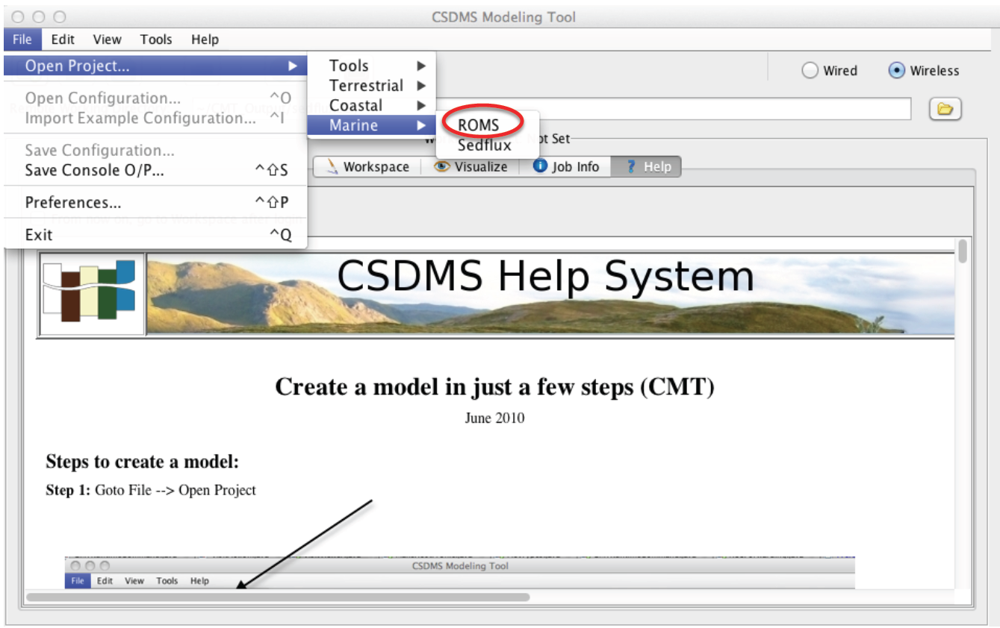 CSDMS Modeling Tool
File Edit View Tools Help
Open Project...
Open Configuration... ^O
Import Example Configuration... ^I
Save Configuration...
Save Console O/P... ^⇧S
Preferences... ^⇧P
Exit ^Q
Tools
Terrestrial
Coastal
Marine
ROMS
Sedflux
Wired Wireless
ot Set
Workspace Visualize Job Info Help
CSDMS Help System
Create a model in just a few steps (CMT)
June 2010
Steps to create a model:
Step 1: Goto File --> Open Project
CSDMS Modeling Tool
File Edit View Tools Help